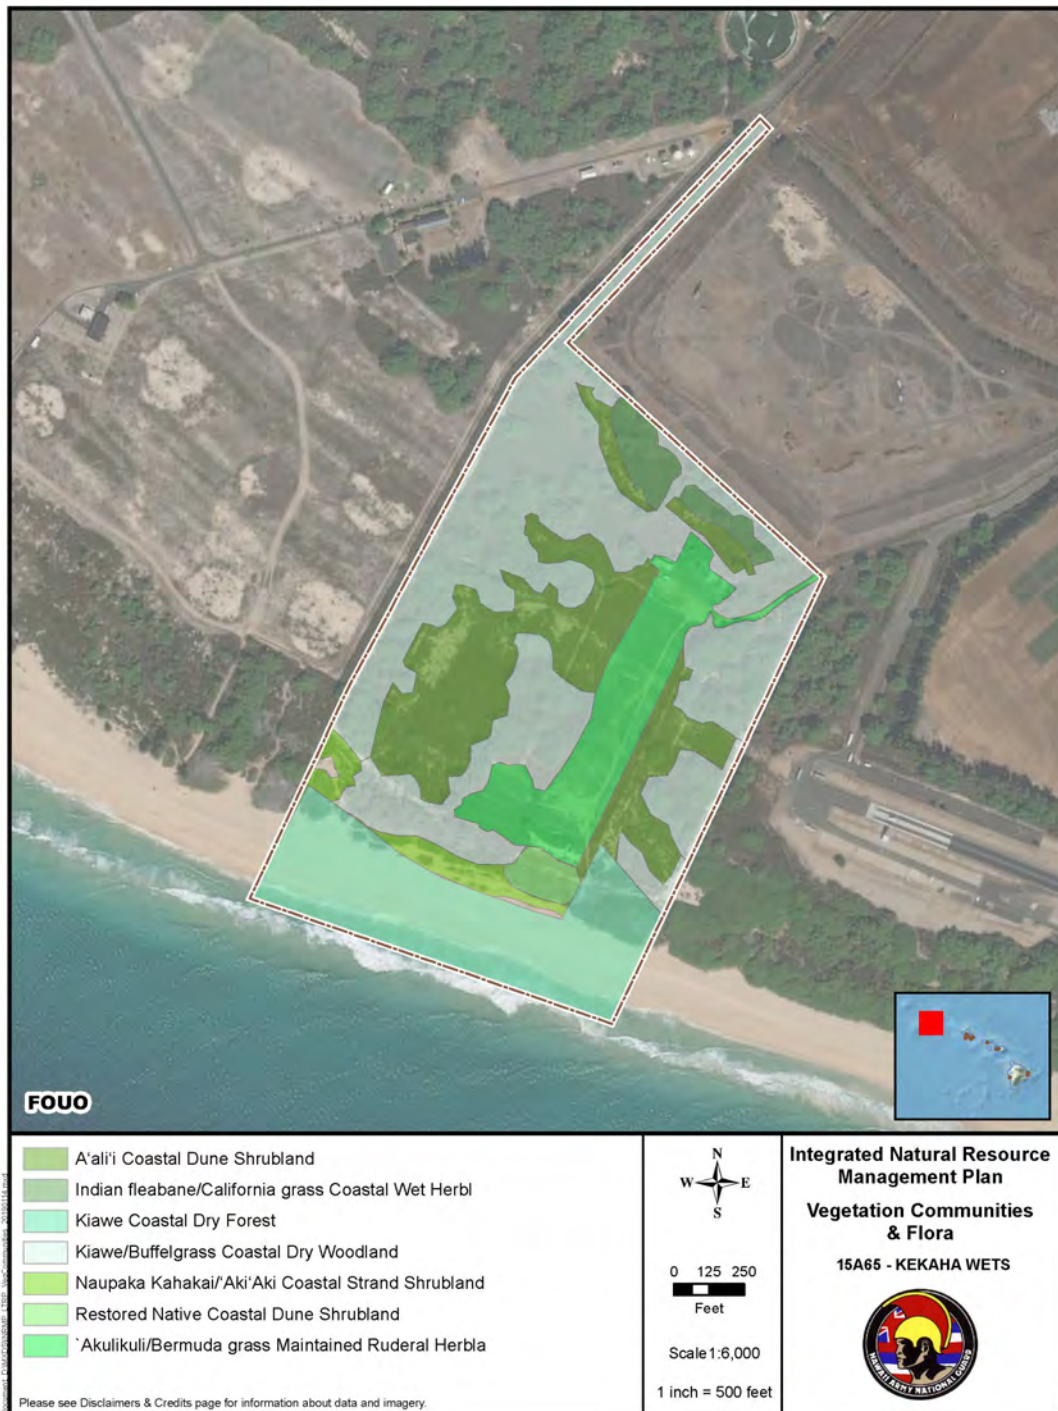 FOUO
A'ali'i Coastal Dune Shrubland
Indian fleabane/California grass Coastal Wet Herbl
Kiawe Coastal Dry Forest
Kiawe/Buffelgrass Coastal Dry Woodland
Naupaka Kahakai/'Aki'Aki Coastal Strand Shrubland
Restored Native Coastal Dune Shrubland
`Akulikuli/Bermuda grass Maintained Ruderal Herbla
Please see Disclaimers & Credits page for information about data and imagery.
N
W E
S
0 125 250
Feet
Scale 1:6,000
1 inch = 500 feet
Integrated Natural Resource
Management Plan
Vegetation Communities
& Flora
15A65 - KEKAHA WETS
HAWAII ARMY NATIONAL GUARD